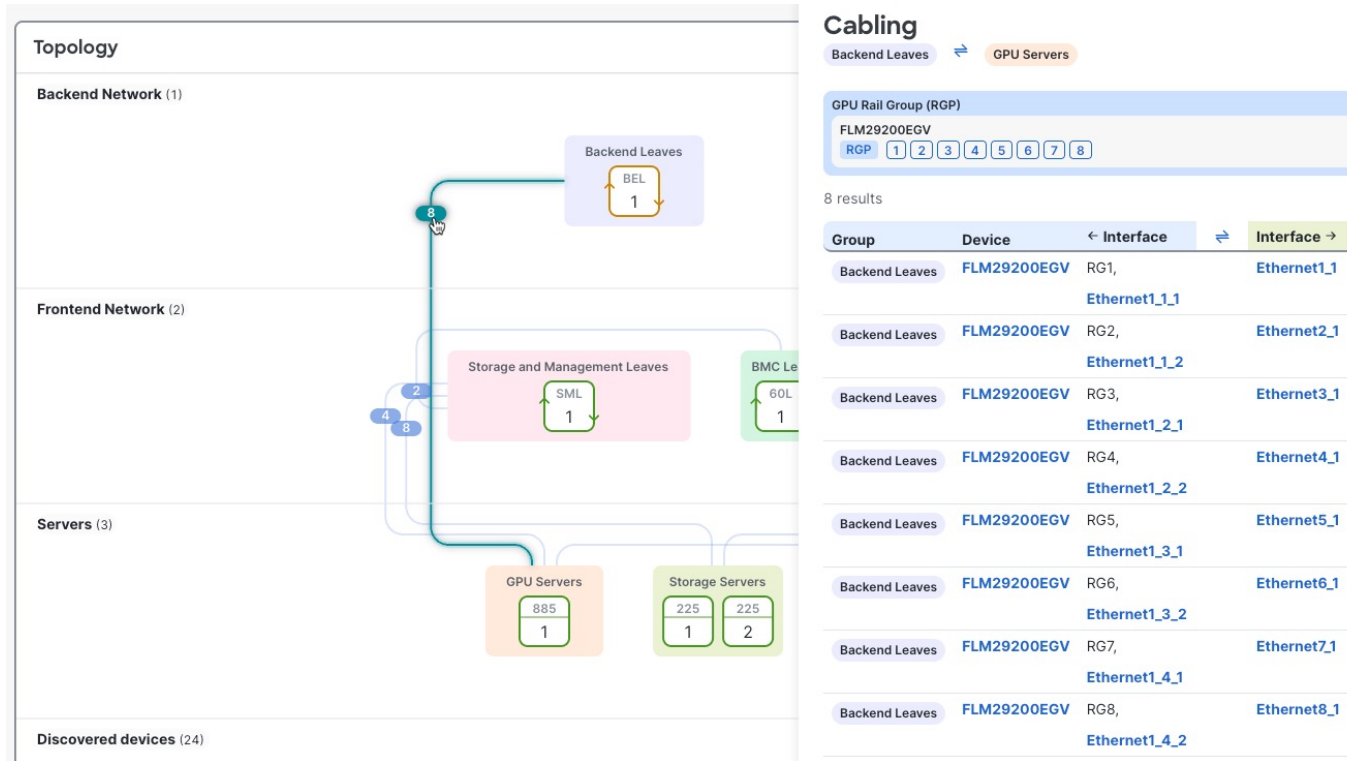 Topology
Backend Network (1)
Backend Leaves
BEL
1
8
Frontend Network (2)
Storage and Management Leaves
SML
1
BMC Le
60L
1
2
4
8
Servers (3)
GPU Servers
885
1
Storage Servers
225
1
225
2
Discovered devices (24)
Cabling
Backend Leaves ⇌ GPU Servers
GPU Rail Group (RGP)
FLM29200EGV
RGP 1 2 3 4 5 6 7 8
8 results
Group Device ← Interface ⇌ Interface →
Backend Leaves FLM29200EGV RG1, Ethernet1_1
Ethernet1_1_1
Backend Leaves FLM29200EGV RG2, Ethernet2_1
Ethernet1_1_2
Backend Leaves FLM29200EGV RG3, Ethernet3_1
Ethernet1_2_1
Backend Leaves FLM29200EGV RG4, Ethernet4_1
Ethernet1_2_2
Backend Leaves FLM29200EGV RG5, Ethernet5_1
Ethernet1_3_1
Backend Leaves FLM29200EGV RG6, Ethernet6_1
Ethernet1_3_2
Backend Leaves FLM29200EGV RG7, Ethernet7_1
Ethernet1_4_1
Backend Leaves FLM29200EGV RG8, Ethernet8_1
Ethernet1_4_2